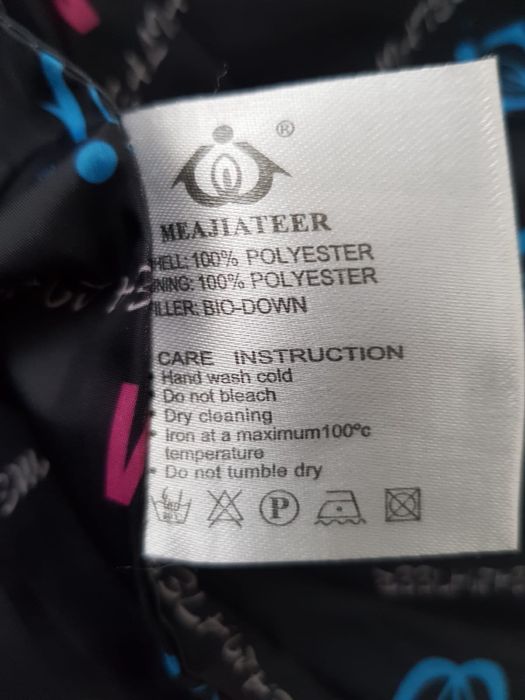 ®
MEAJIATEER
HELL: 100% POLYESTER
NING: 100% POLYESTER
ILLER: BIO-DOWN
CARE INSTRUCTION
• Hand wash cold
• Do not bleach
• Dry cleaning
• Iron at a maximum100°c
temperature
• Do not tumble dry
P